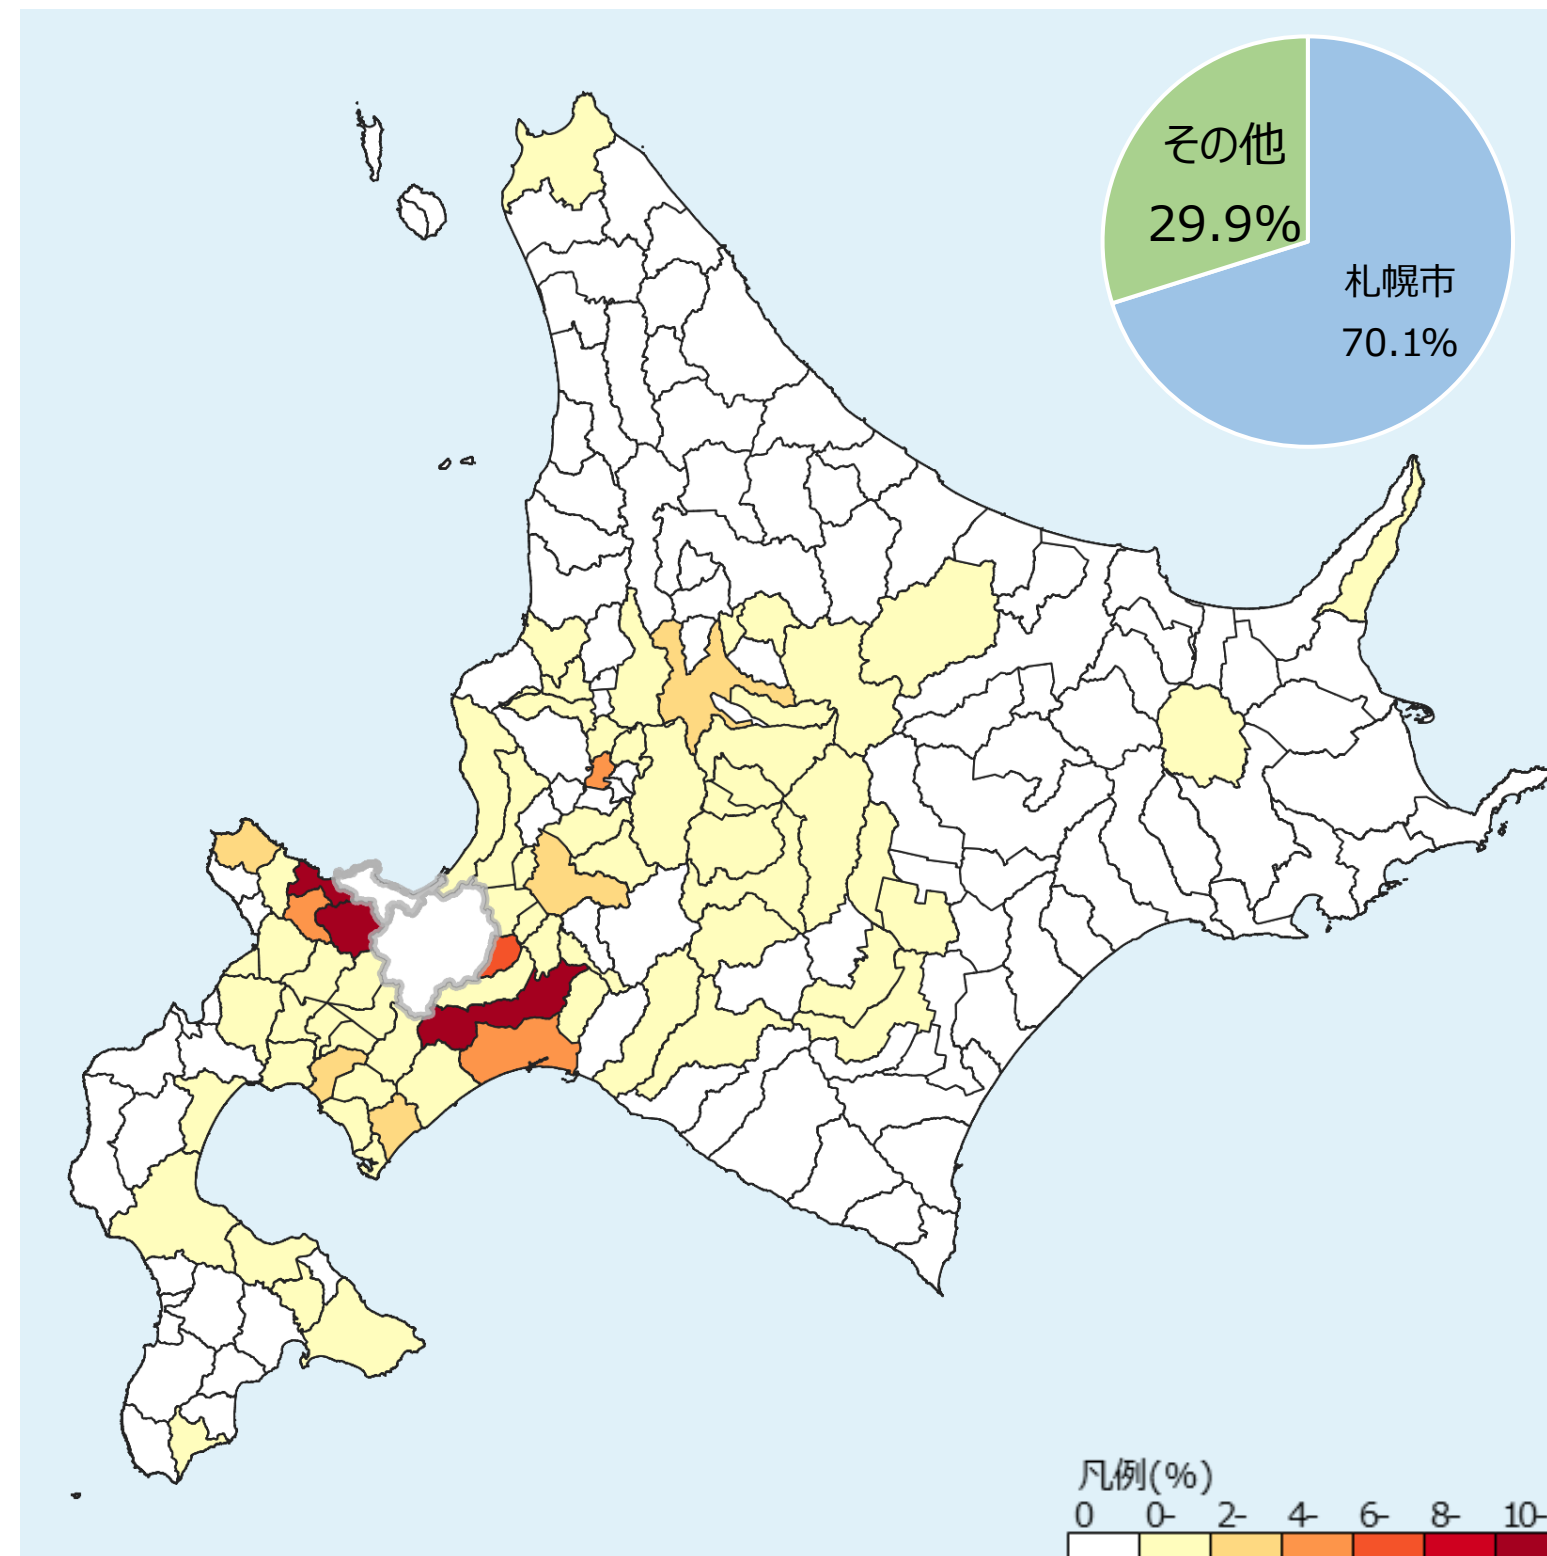 その他
29.9%
札幌市
70.1%
凡例(%)
0 0- 2- 4- 6- 8- 10-